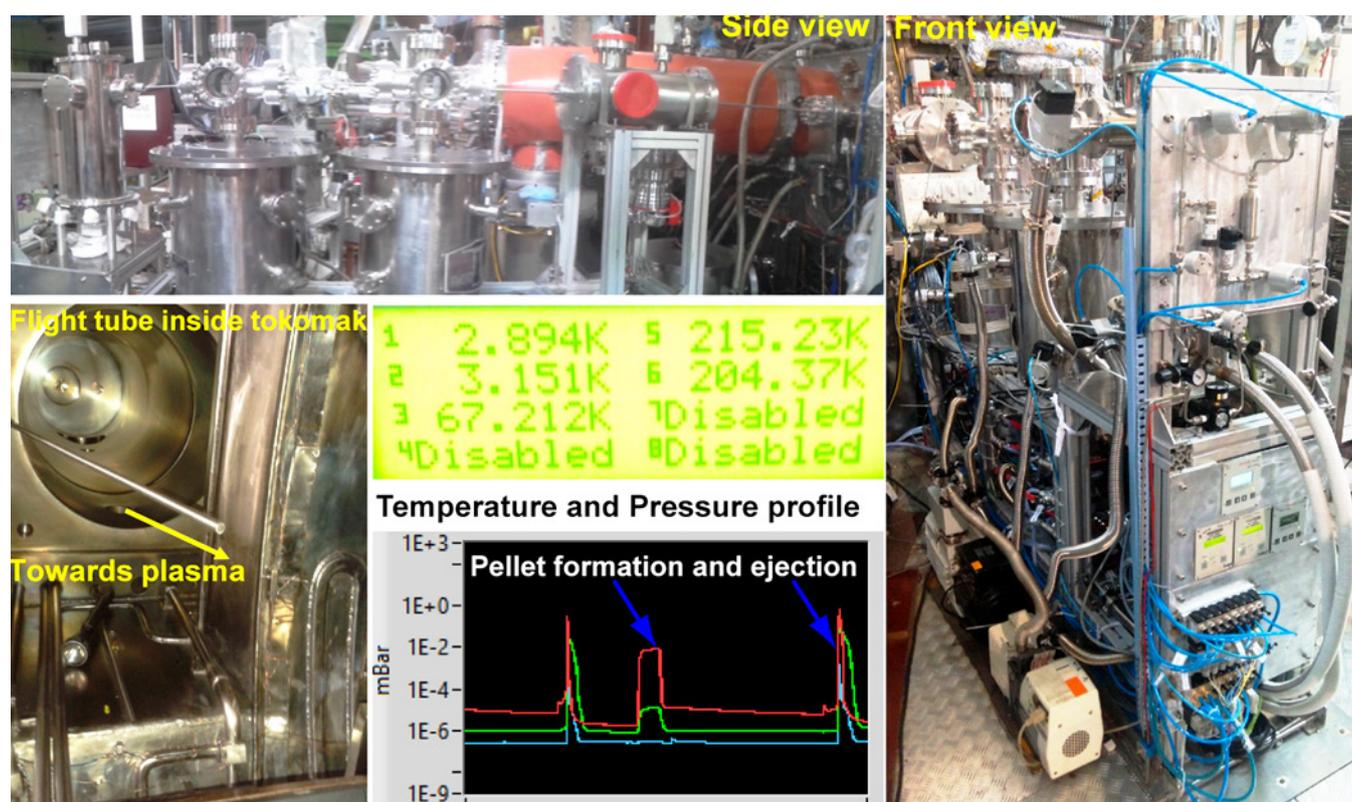 Side view
Front view
Flight tube inside tokomak
Towards plasma
1 2.894K 5 215.23K
2 3.151K 6 204.37K
3 67.212K 7Disabled
4Disabled 8Disabled
Temperature and Pressure profile
1E+3
Pellet formation and ejection
1E+0
1E-2
mBar
1E-4
1E-6
1E-9